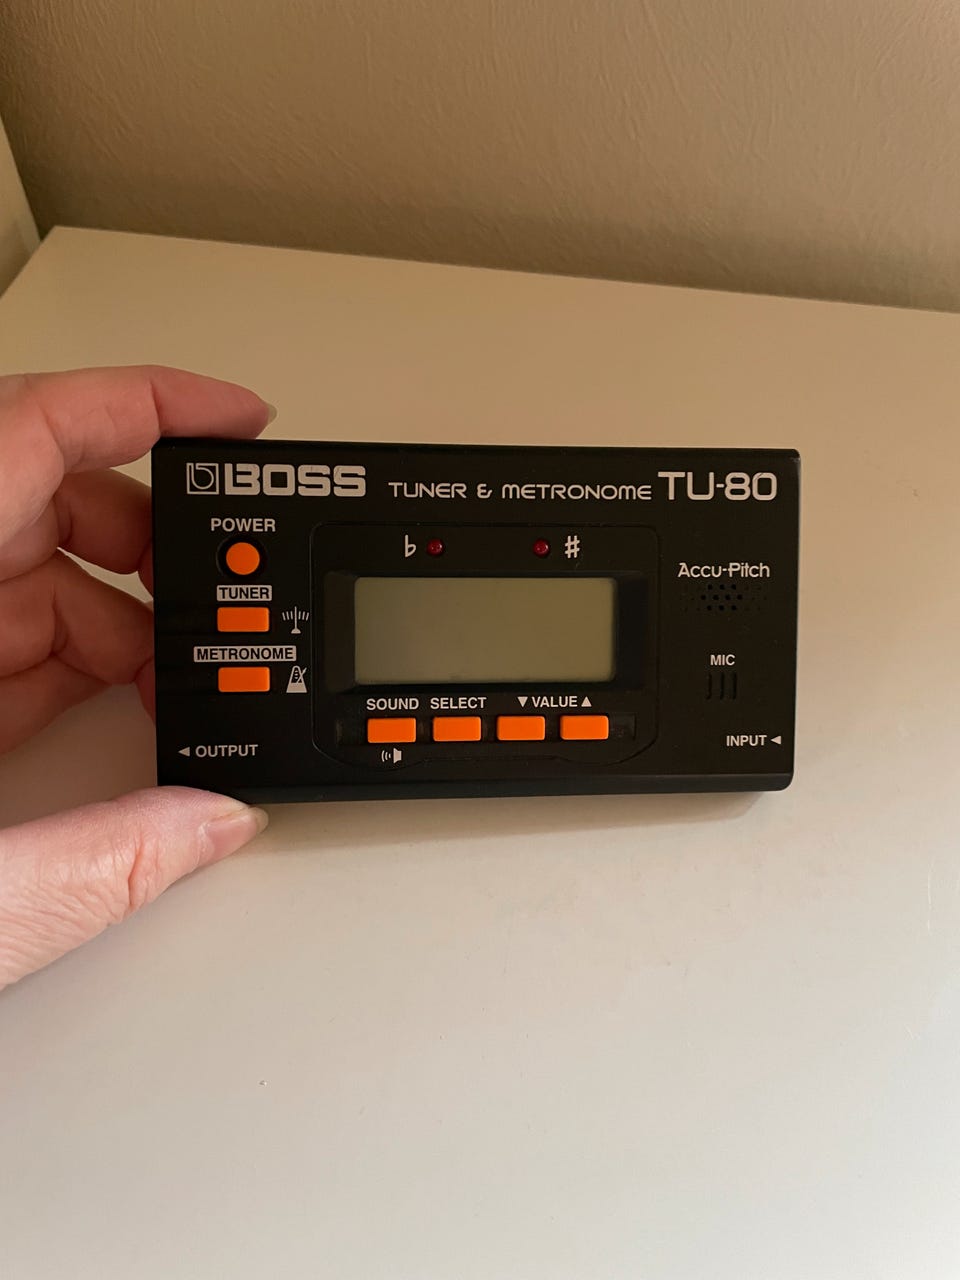 BOSS TUNER & METRONOME TU-80
POWER
♭ ♯
Accu-Pitch
TUNER
METRONOME
MIC
SOUND SELECT ▼ VALUE ▲
◄ OUTPUT
INPUT ◄